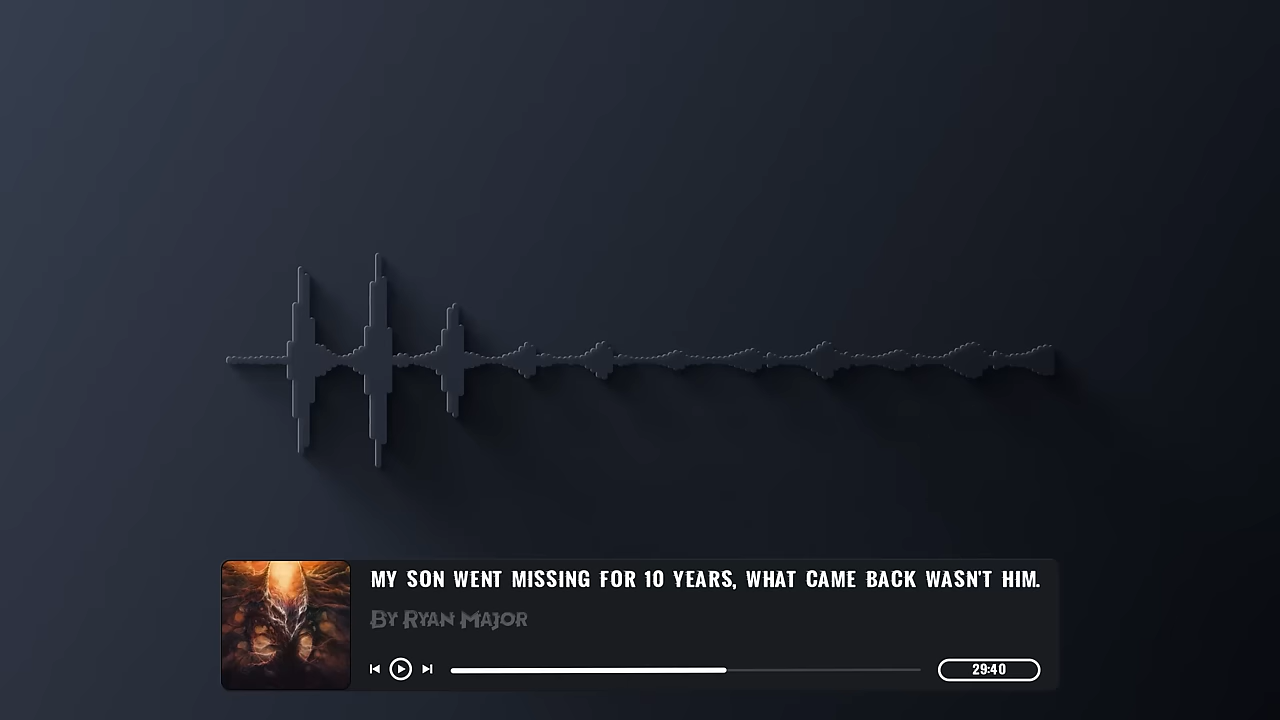 MY SON WENT MISSING FOR 10 YEARS, WHAT CAME BACK WASN'T HIM.
BY RYAN MAJOR
29:40